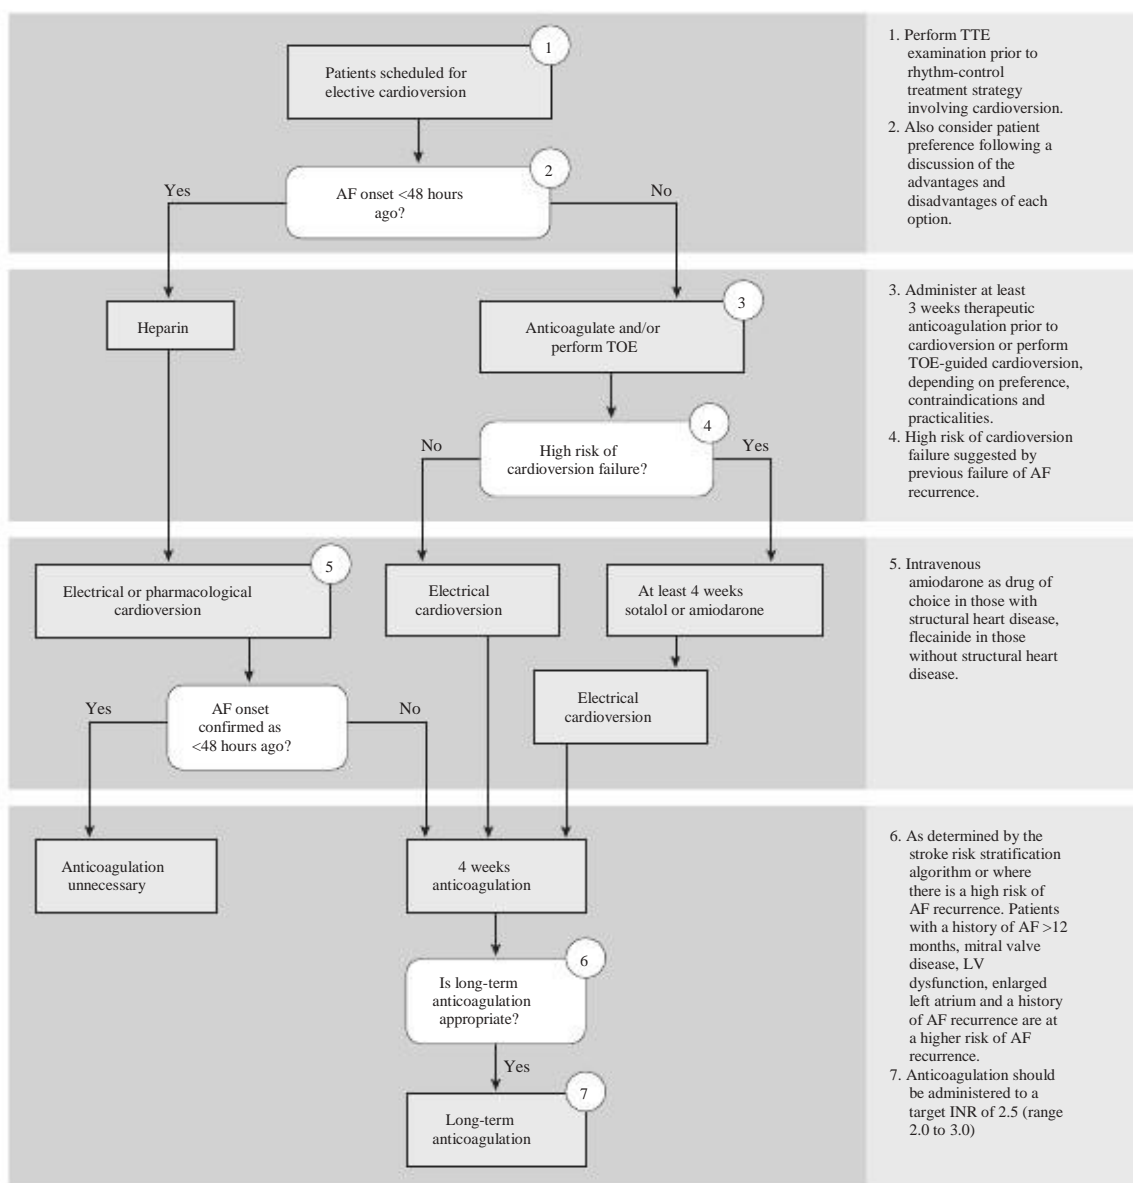 1
Patients scheduled for
elective cardioversion
2
Yes
AF onset <48 hours
ago?
No
1. Perform TTE
examination prior to
rhythm-control
treatment strategy
involving cardioversion.
2. Also consider patient
preference following a
discussion of the
advantages and
disadvantages of each
option.
Heparin
3
Anticoagulate and/or
perform TOE
4
No
High risk of
cardioversion failure?
Yes
3. Administer at least
3 weeks therapeutic
anticoagulation prior to
cardioversion or perform
TOE-guided cardioversion,
depending on preference,
contraindications and
practicalities.
4. High risk of cardioversion
failure suggested by
previous failure of AF
recurrence.
5
Electrical or pharmacological
cardioversion
Electrical
cardioversion
At least 4 weeks
sotalol or amiodarone
Yes
AF onset
confirmed as
<48 hours ago?
No
Electrical
cardioversion
5. Intravenous
amiodarone as drug of
choice in those with
structural heart disease,
flecainide in those
without structural heart
disease.
Anticoagulation
unnecessary
4 weeks
anticoagulation
6
Is long-term
anticoagulation
appropriate?
Yes
7
Long-term
anticoagulation
6. As determined by the
stroke risk stratification
algorithm or where
there is a high risk of
AF recurrence. Patients
with a history of AF >12
months, mitral valve
disease, LV
dysfunction, enlarged
left atrium and a history
of AF recurrence are at
a higher risk of AF
recurrence.
7. Anticoagulation should
be administered to a
target INR of 2.5 (range
2.0 to 3.0)